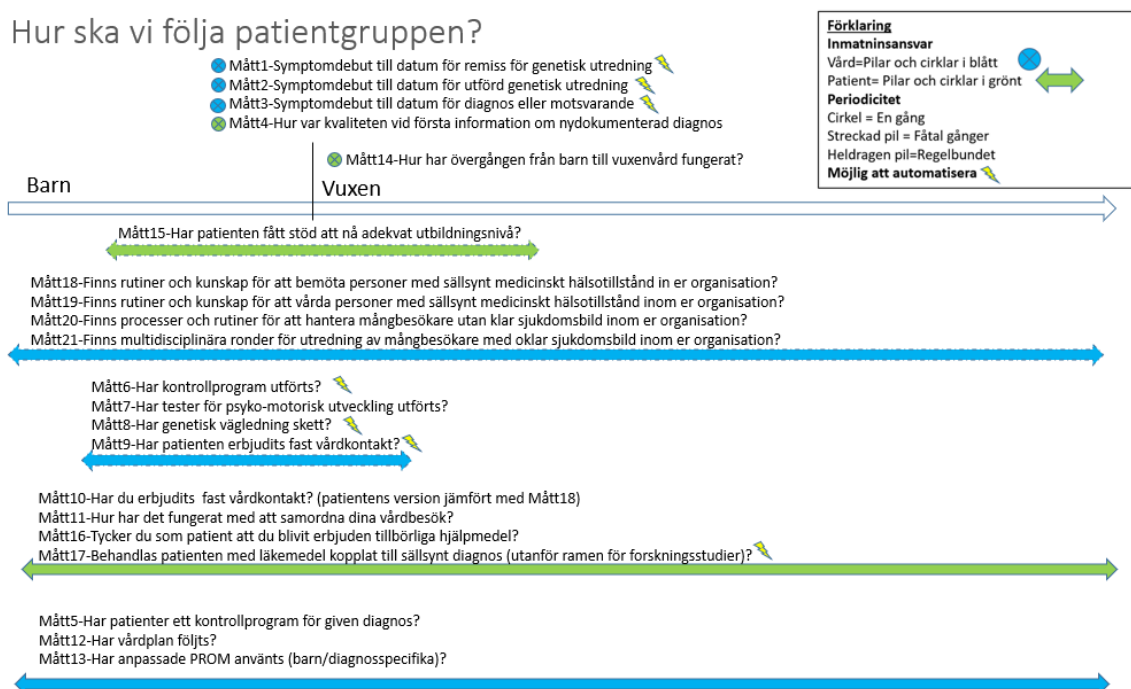 Hur ska vi följa patientgruppen?
Mått1-Symptomdebut till datum för remiss för genetisk utredning
Mått2-Symptomdebut till datum för utförd genetisk utredning
Mått3-Symptomdebut till datum för diagnos eller motsvarande
Mått4-Hur var kvaliteten vid första information om nydokumenterad diagnos
Förklaring
Inmatninsansvar
Vård=Pilar och cirklar i blått
Patient= Pilar och cirklar i grönt
Periodicitet
Cirkel = En gång
Streckad pil = Fåtal gånger
Heldragen pil=Regelbundet
Möjlig att automatisera
Mått14-Hur har övergången från barn till vuxenvård fungerat?
Barn
Vuxen
Mått15-Har patienten fått stöd att nå adekvat utbildningsnivå?
Mått18-Finns rutiner och kunskap för att bemöta personer med sällsynt medicinskt hälsotillstånd in er organisation?
Mått19-Finns rutiner och kunskap för att vårda personer med sällsynt medicinskt hälsotillstånd inom er organisation?
Mått20-Finns processer och rutiner för att hantera mångbesökare utan klar sjukdomsbild inom er organisation?
Mått21-Finns multidisciplinära ronder för utredning av mångbesökare med oklar sjukdomsbild inom er organisation?
Mått6-Har kontrollprogram utförts?
Mått7-Har tester för psyko-motorisk utveckling utförts?
Mått8-Har genetisk vägledning skett?
Mått9-Har patienten erbjudits fast vårdkontakt?
Mått10-Har du erbjudits fast vårdkontakt? (patientens version jämfört med Mått18)
Mått11-Hur har det fungerat med att samordna dina vårdbesök?
Mått16-Tycker du som patient att du blivit erbjuden tillbörliga hjälpmedel?
Mått17-Behandlas patienten med läkemedel kopplat till sällsynt diagnos (utanför ramen för forskningsstudier)?
Mått5-Har patienter ett kontrollprogram för given diagnos?
Mått12-Har vårdplan följts?
Mått13-Har anpassade PROM använts (barn/diagnosspecifika)?